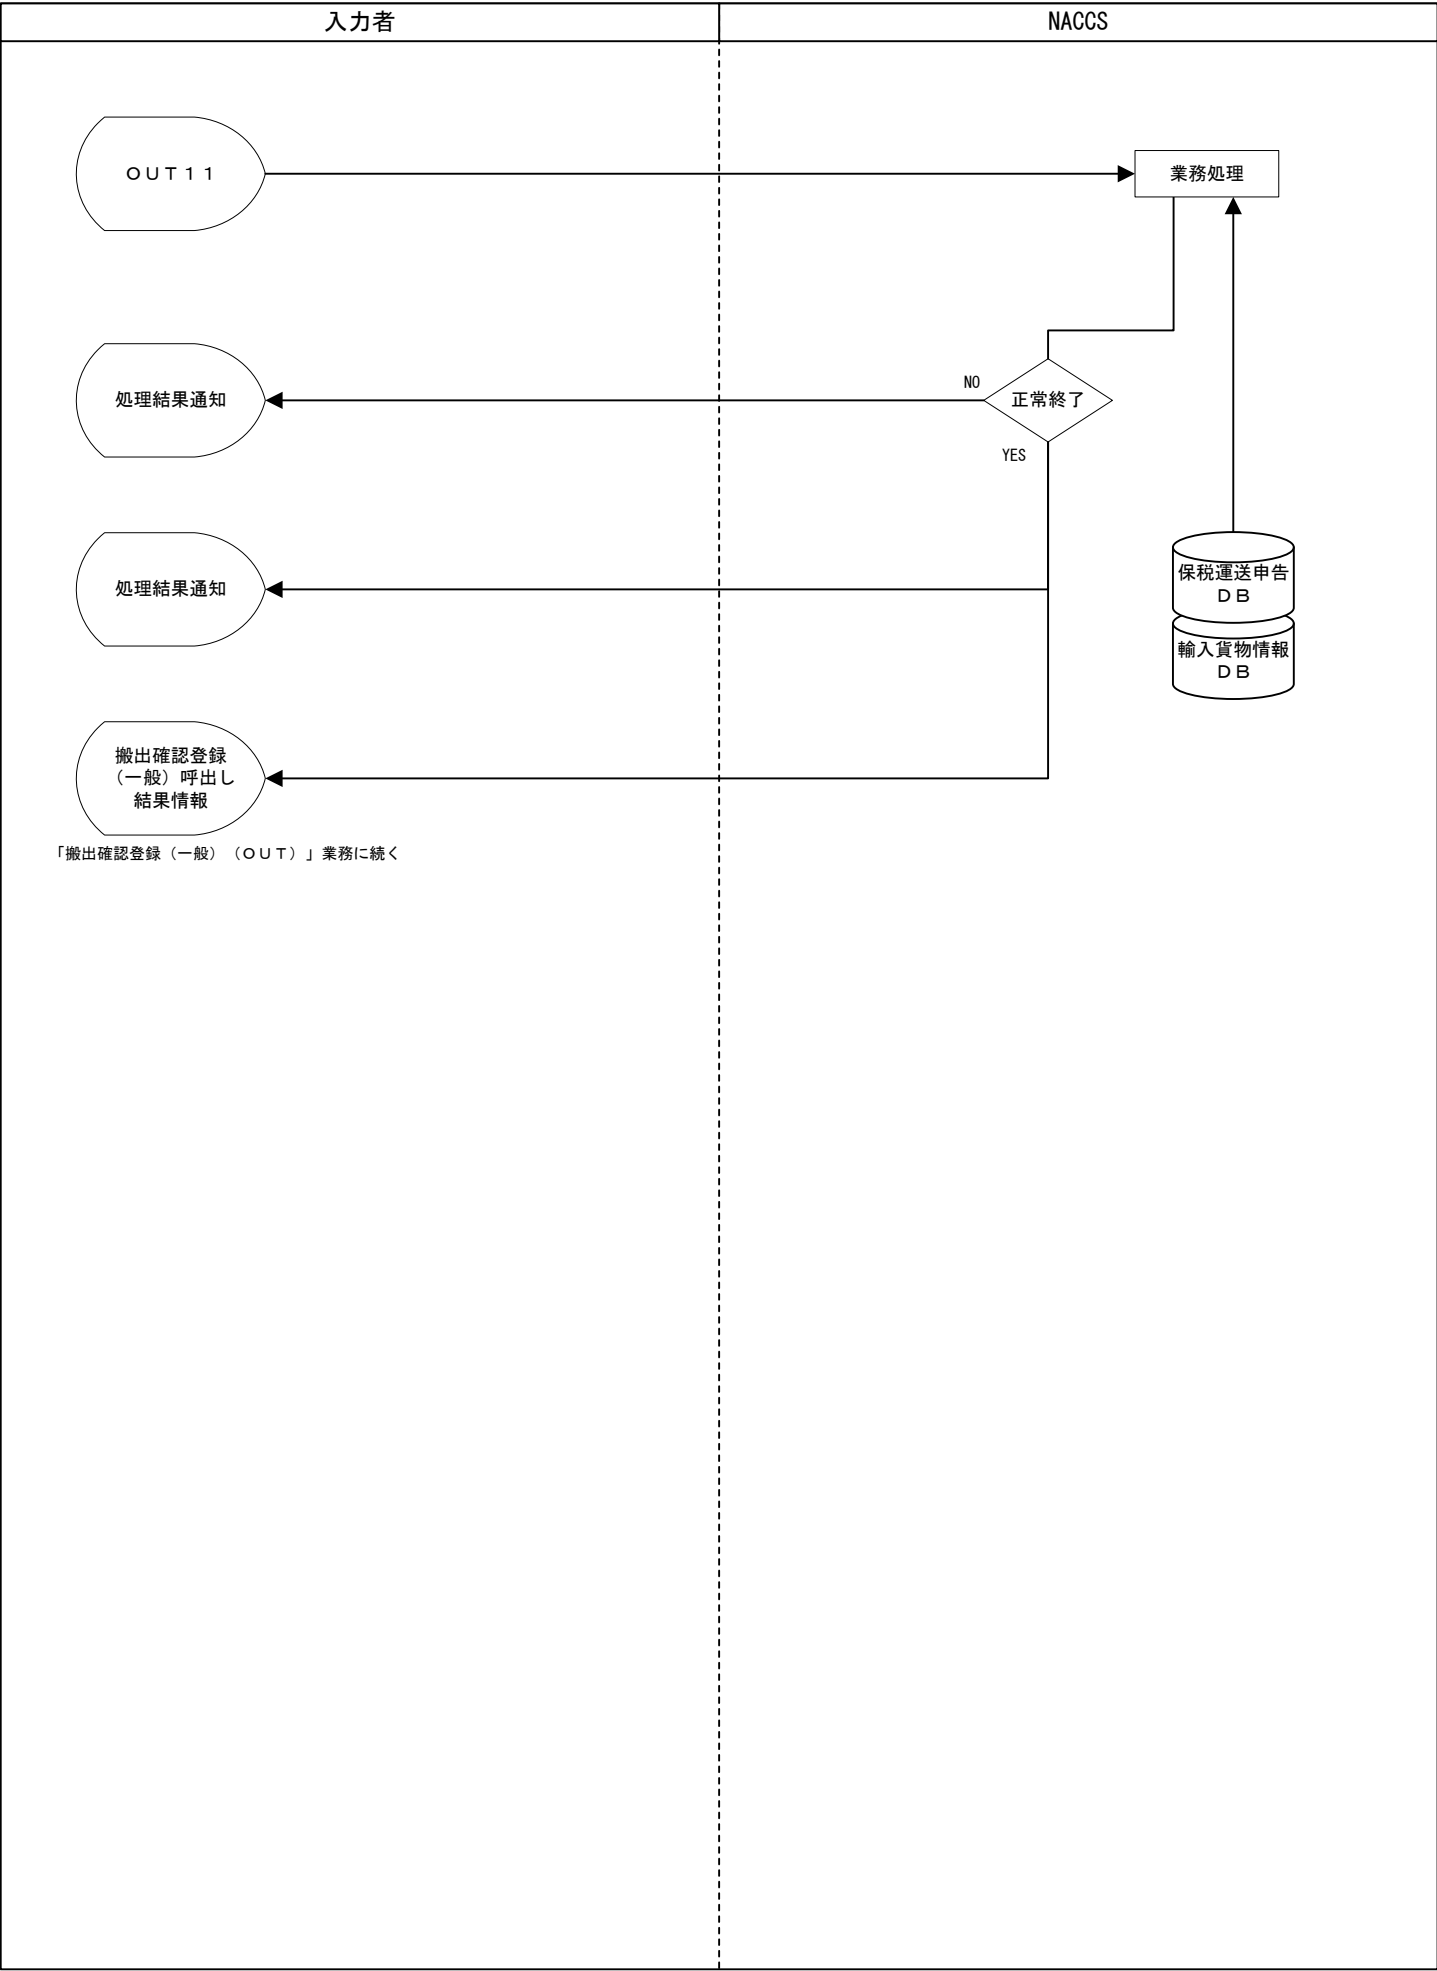 入力者
NACCS
ＯＵＴ１１
業務処理
NO
正常終了
処理結果通知
YES
処理結果通知
保税運送申告
ＤＢ
輸入貨物情報
ＤＢ
搬出確認登録
（一般）呼出し
結果情報
「搬出確認登録（一般）（ＯＵＴ）」業務に続く